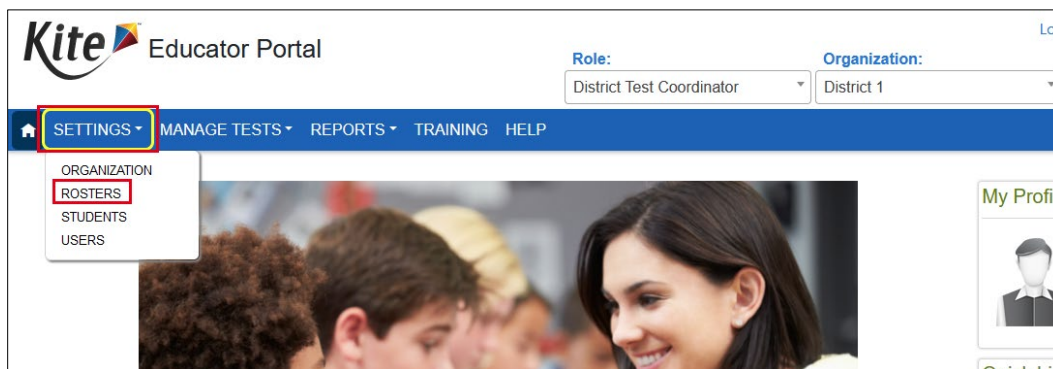 Kite Educator Portal
Role:
Organization:
District Test Coordinator
District 1
SETTINGS MANAGE TESTS REPORTS TRAINING HELP
ORGANIZATION
ROSTERS
STUDENTS
USERS